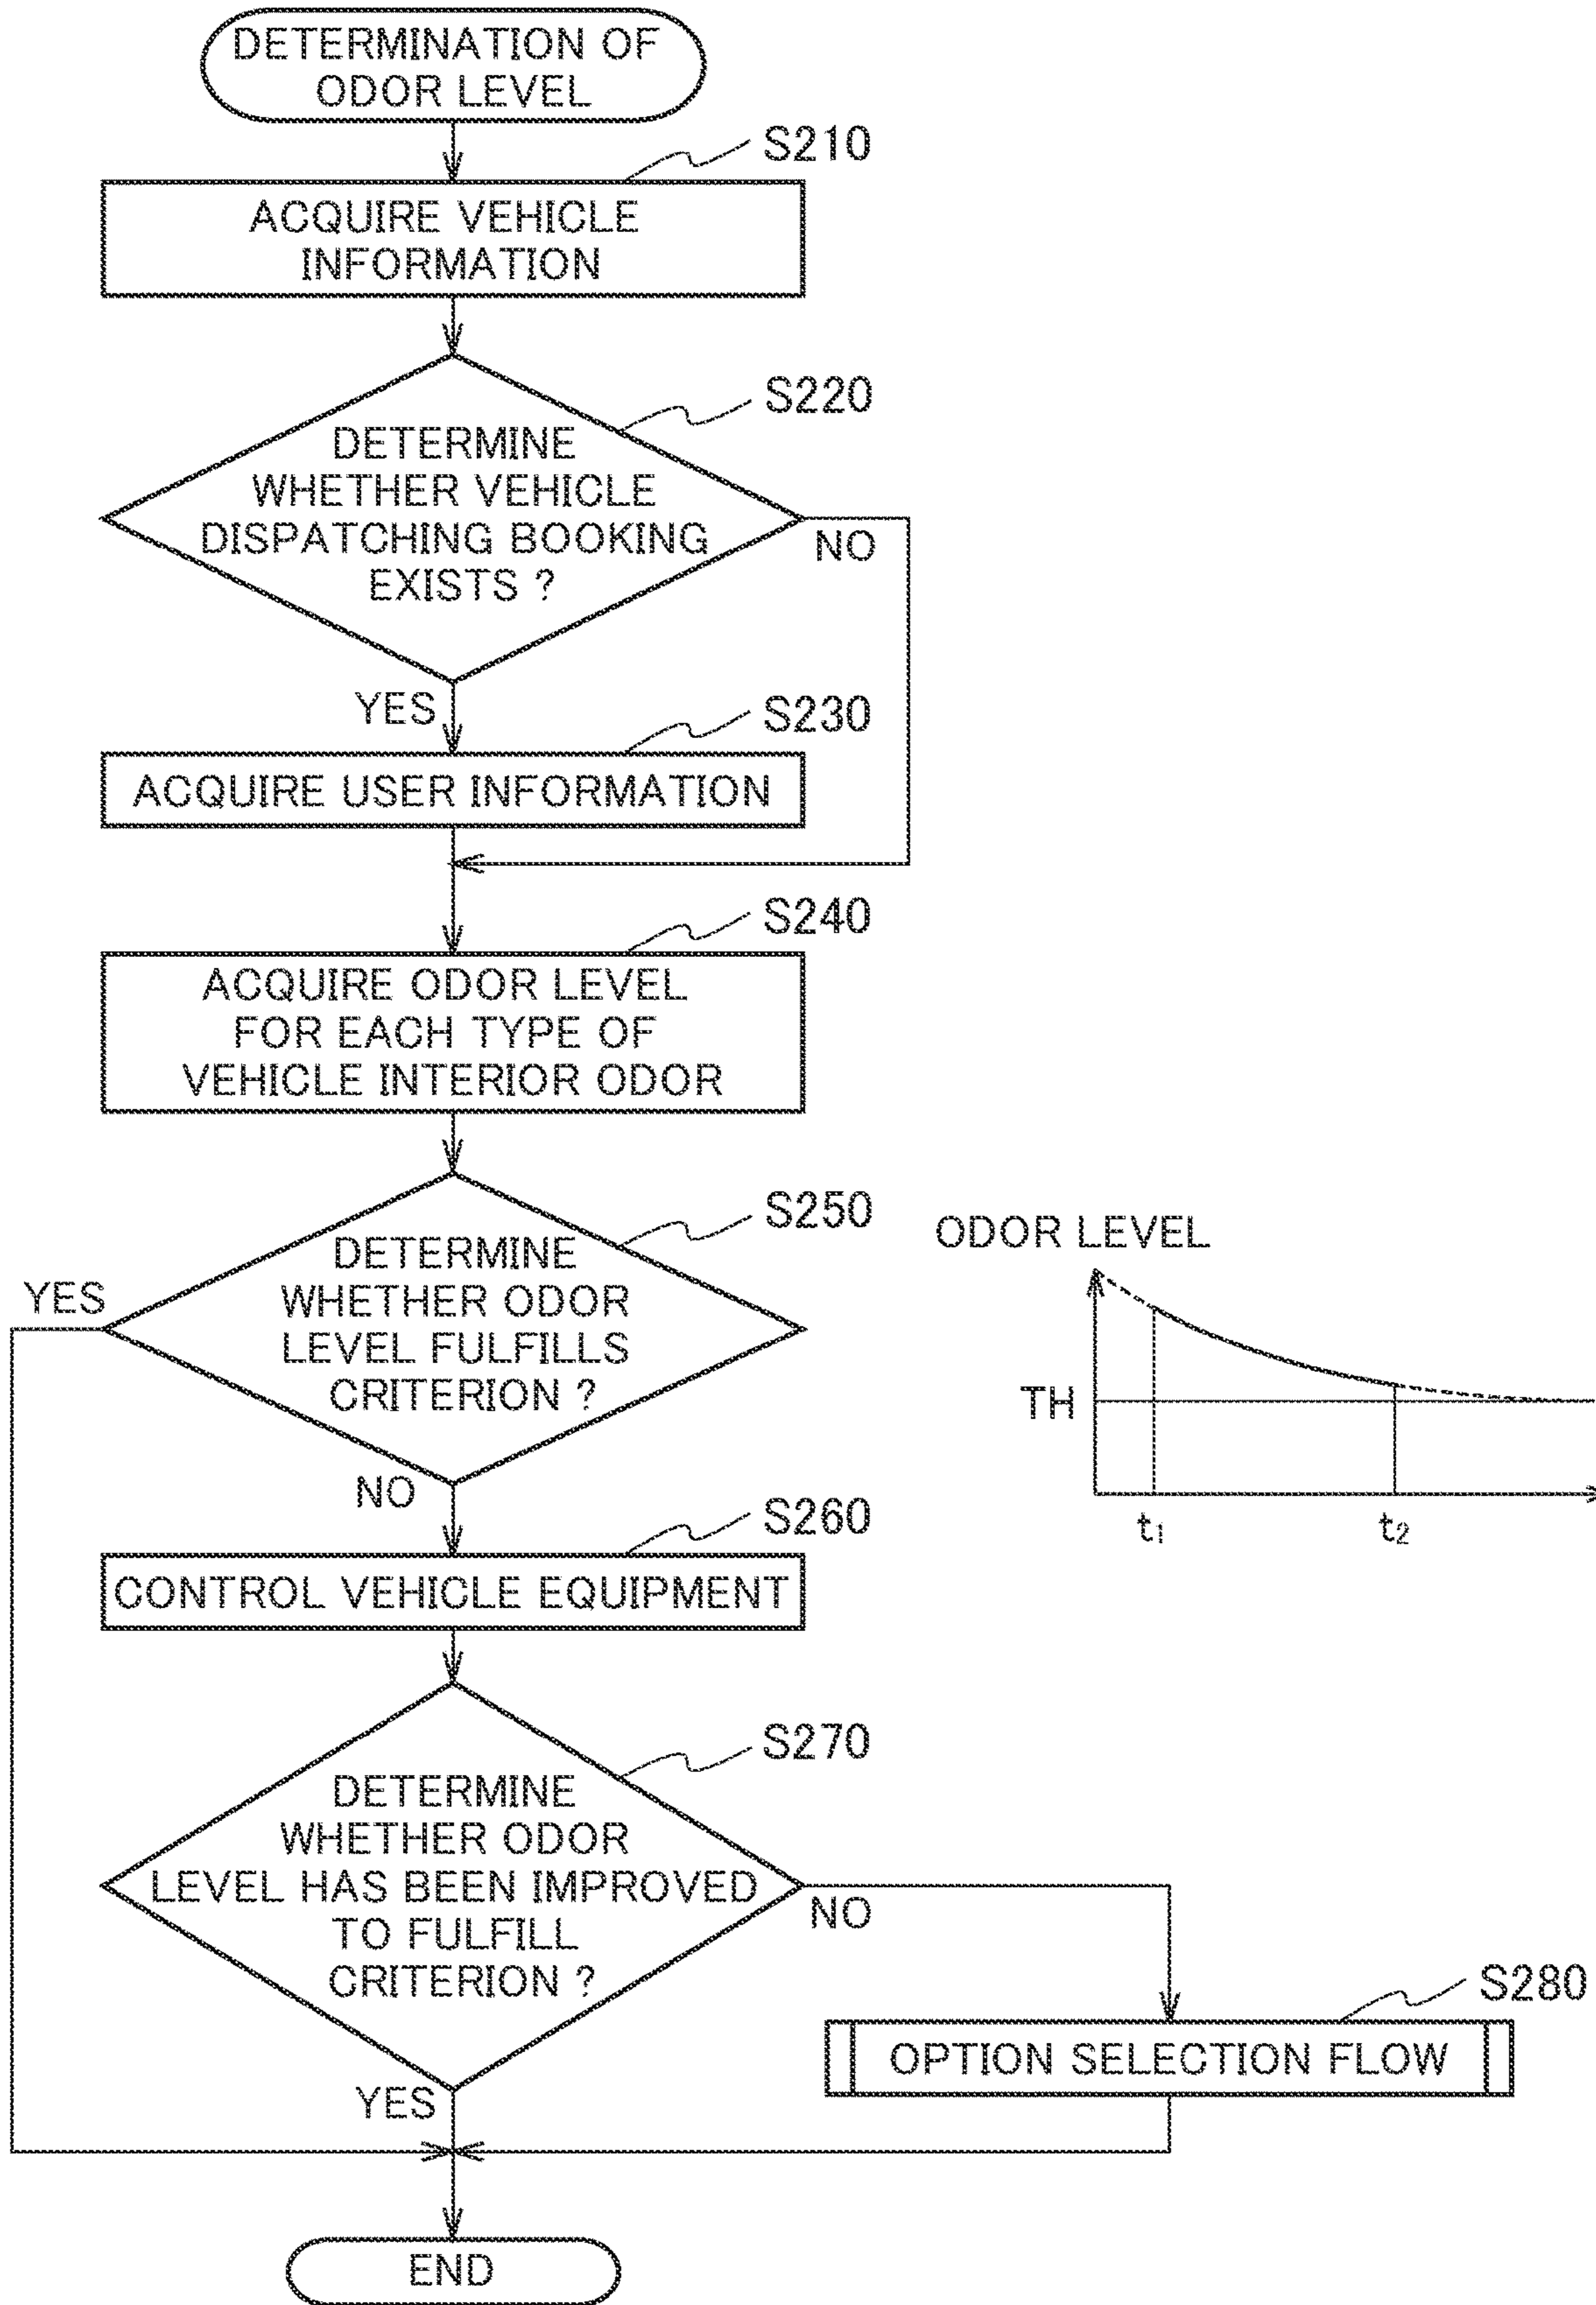 DETERMINATION OF
ODOR LEVEL
S210
ACQUIRE VEHICLE
INFORMATION
S220
DETERMINE
WHETHER VEHICLE
DISPATCHING BOOKING
EXISTS ?
NO
YES
S230
ACQUIRE USER INFORMATION
S240
ACQUIRE ODOR LEVEL
FOR EACH TYPE OF
VEHICLE INTERIOR ODOR
S250
DETERMINE
WHETHER ODOR
LEVEL FULFILLS
CRITERION ?
YES
NO
ODOR LEVEL
TH
t1
t2
S260
CONTROL VEHICLE EQUIPMENT
S270
DETERMINE
WHETHER ODOR
LEVEL HAS BEEN IMPROVED
TO FULFILL
CRITERION ?
NO
YES
S280
OPTION SELECTION FLOW
END